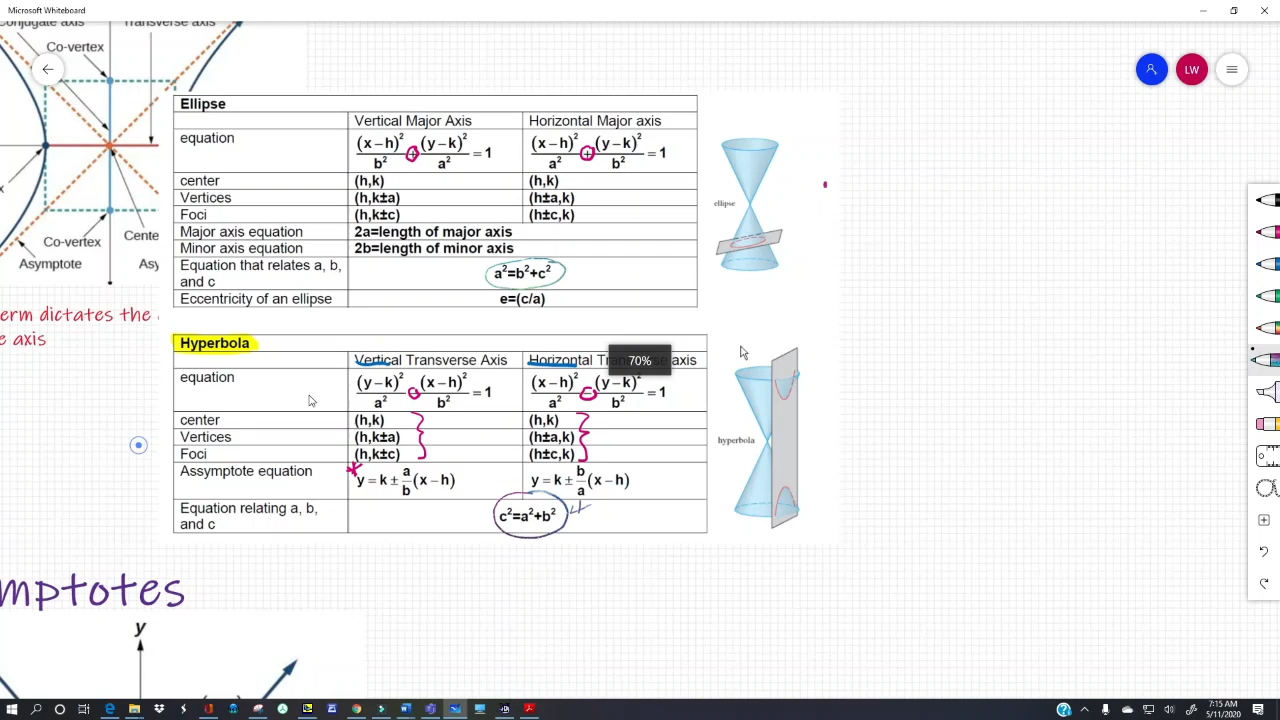 Microsoft Whiteboard
Conjugate axis
Transverse axis
Co-vertex
Co-vertex
Asymptote
LW
Ellipse
Vertical Major Axis Horizontal Major axis
equation (x−h)²/b² + (y−k)²/a² = 1 (x−h)²/a² + (y−k)²/b² = 1
center (h,k) (h,k)
Vertices (h,k±a) (h±a,k)
Foci (h,k±c) (h±c,k)
Major axis equation 2a=length of major axis
Minor axis equation 2b=length of minor axis
Equation that relates a, b,
and c a²=b²+c²
Eccentricity of an ellipse e=(c/a)
ellipse
erm dictates the
e axis
Hyperbola
Vertical Transverse Axis Horizontal Transverse axis
70%
equation (y−k)²/a² − (x−h)²/b² = 1 (x−h)²/a² − (y−k)²/b² = 1
center (h,k) (h,k)
Vertices (h,k±a) (h±a,k)
Foci (h,k±c) (h±c,k)
Assymptote equation * y = k ± a/b (x−h) y = k ± b/a (x−h)
Equation relating a, b,
and c c²=a²+b²
hyperbola
mptotes
y
7:15 AM
5/11/2020